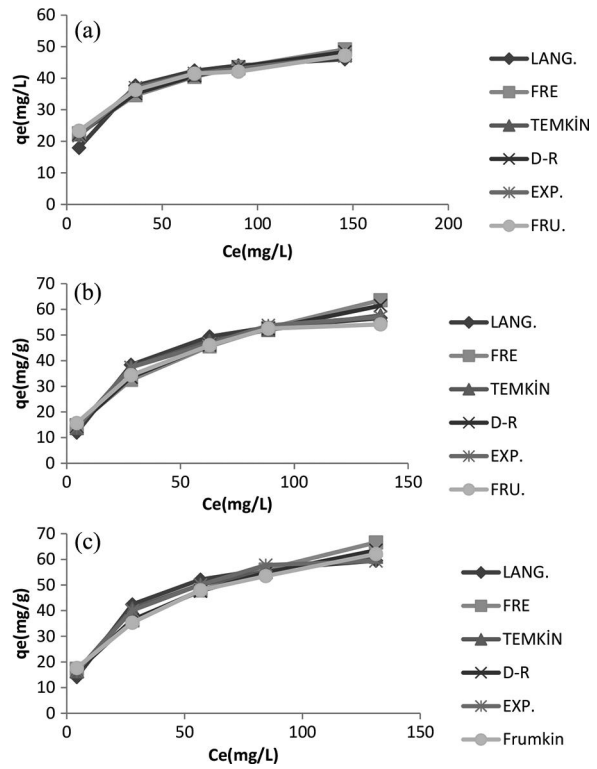 (a)
60
50
40
30
20
10
0
qe(mg/L)
0 50 100 150 200
Ce(mg/L)
LANG.
FRE
TEMKİN
D-R
EXP.
FRU.
(b)
70
60
50
40
30
20
10
0
qe(mg/g)
0 50 100 150
Ce(mg/L)
LANG.
FRE
TEMKİN
D-R
EXP.
FRU.
(c)
70
60
50
40
30
20
10
0
qe(mg/g)
0 50 100 150
Ce(mg/L)
LANG.
FRE
TEMKİN
D-R
EXP.
Frumkin